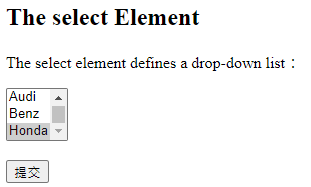 The select Element
The select element defines a drop-down list：
Audi
Benz
Honda
提交